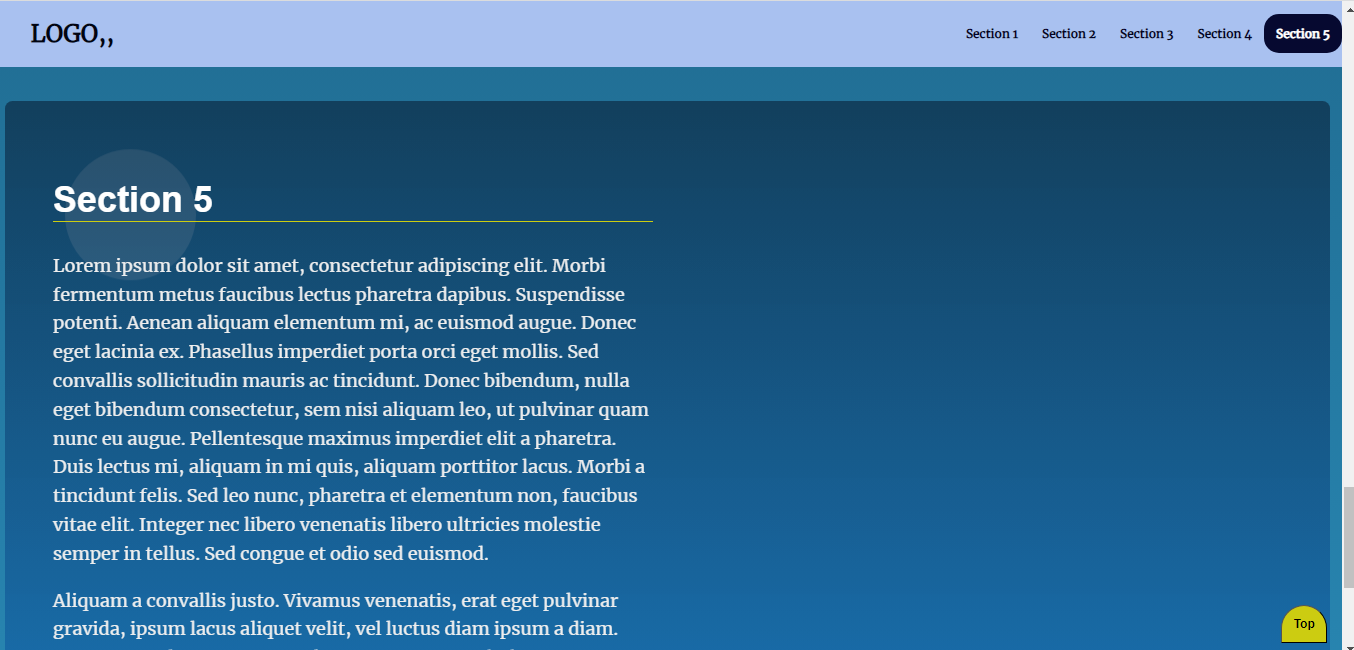 LOGO,,
Section 1
Section 2
Section 3
Section 4
Section 5
Section 5
Lorem ipsum dolor sit amet, consectetur adipiscing elit. Morbi
fermentum metus faucibus lectus pharetra dapibus. Suspendisse
potenti. Aenean aliquam elementum mi, ac euismod augue. Donec
eget lacinia ex. Phasellus imperdiet porta orci eget mollis. Sed
convallis sollicitudin mauris ac tincidunt. Donec bibendum, nulla
eget bibendum consectetur, sem nisi aliquam leo, ut pulvinar quam
nunc eu augue. Pellentesque maximus imperdiet elit a pharetra.
Duis lectus mi, aliquam in mi quis, aliquam porttitor lacus. Morbi a
tincidunt felis. Sed leo nunc, pharetra et elementum non, faucibus
vitae elit. Integer nec libero venenatis libero ultricies molestie
semper in tellus. Sed congue et odio sed euismod.
Aliquam a convallis justo. Vivamus venenatis, erat eget pulvinar
gravida, ipsum lacus aliquet velit, vel luctus diam ipsum a diam.
Top